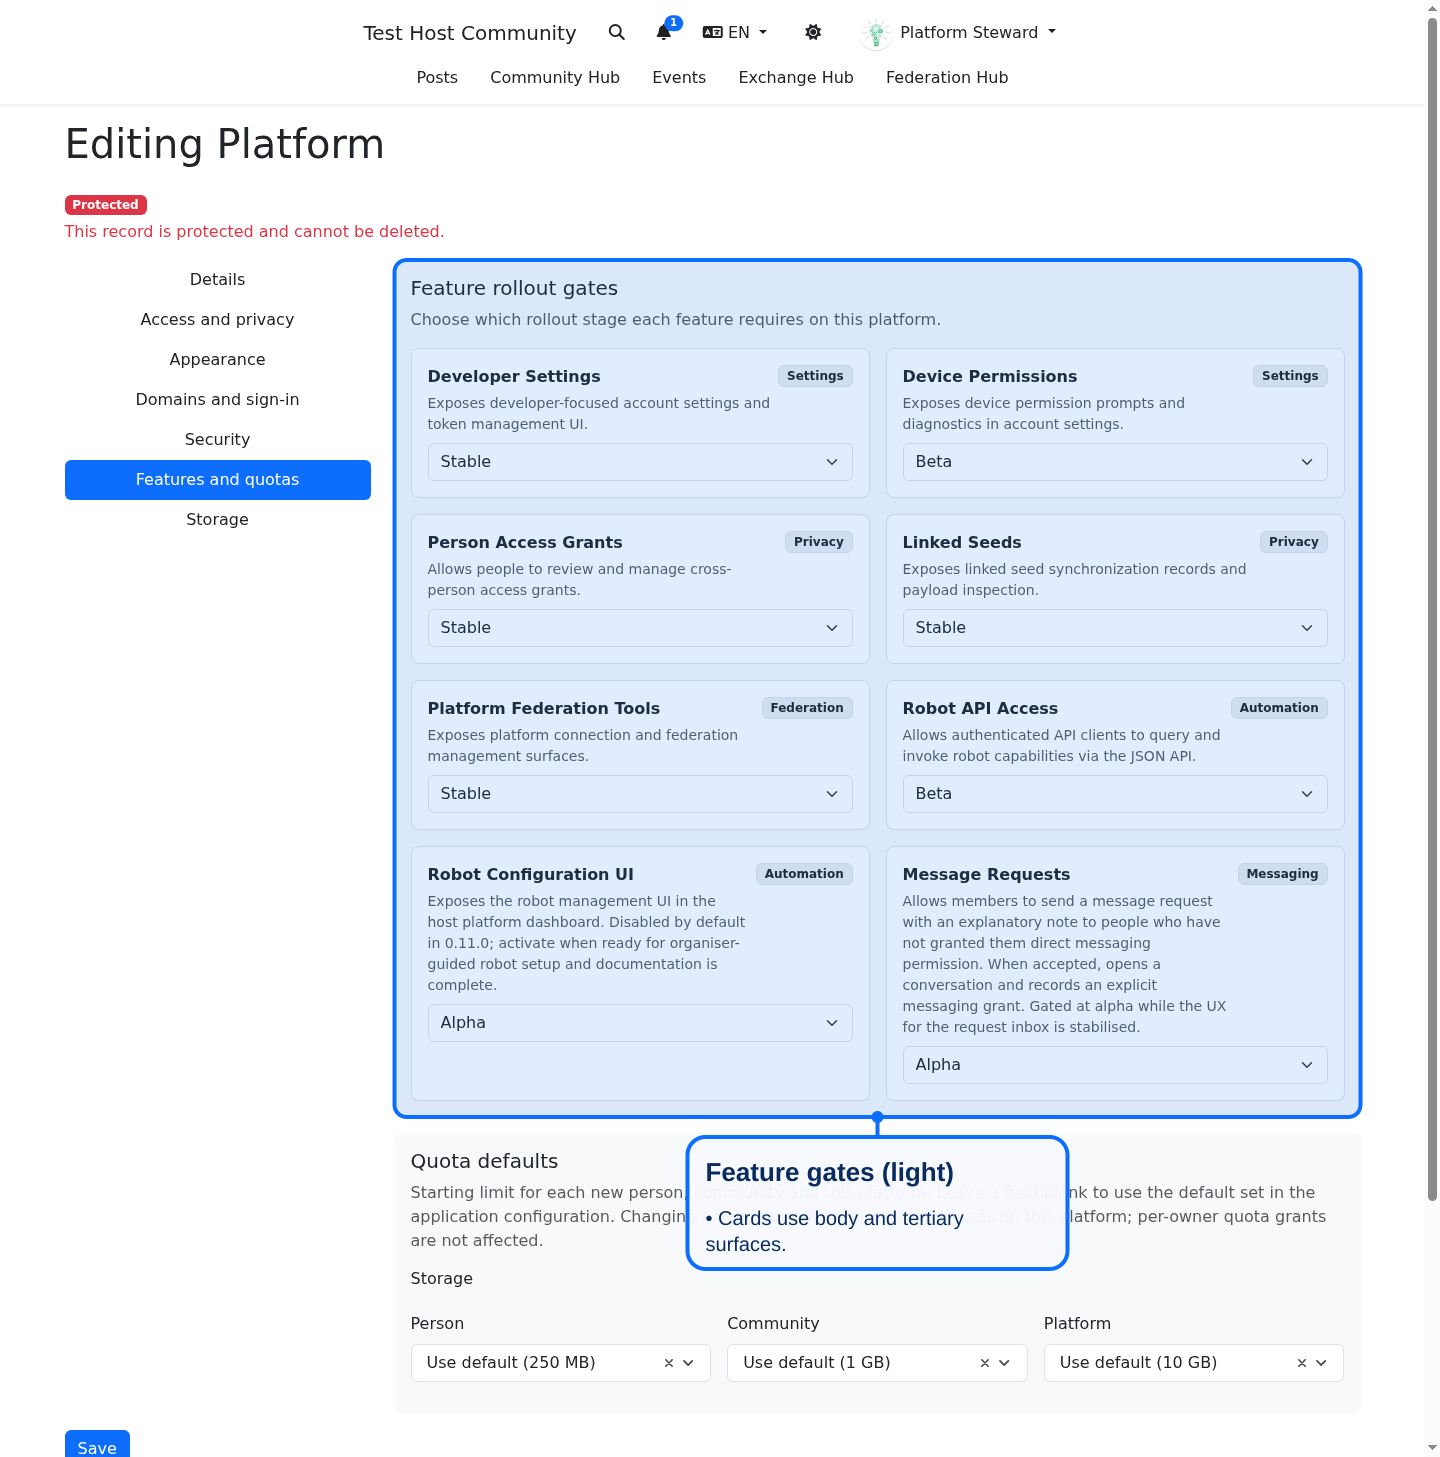 Test Host Community
1
EN
Platform Steward
Posts
Community Hub
Events
Exchange Hub
Federation Hub
Editing Platform
Protected
This record is protected and cannot be deleted.
Details
Access and privacy
Appearance
Domains and sign-in
Security
Features and quotas
Storage
Feature rollout gates
Choose which rollout stage each feature requires on this platform.
Developer Settings
Settings
Exposes developer-focused account settings and
token management UI.
Stable
Device Permissions
Settings
Exposes device permission prompts and
diagnostics in account settings.
Beta
Person Access Grants
Privacy
Allows people to review and manage cross-
person access grants.
Stable
Linked Seeds
Privacy
Exposes linked seed synchronization records and
payload inspection.
Stable
Platform Federation Tools
Federation
Exposes platform connection and federation
management surfaces.
Stable
Robot API Access
Automation
Allows authenticated API clients to query and
invoke robot capabilities via the JSON API.
Beta
Robot Configuration UI
Automation
Exposes the robot management UI in the
host platform dashboard. Disabled by default
in 0.11.0; activate when ready for organiser-
guided robot setup and documentation is
complete.
Alpha
Message Requests
Messaging
Allows members to send a message request
with an explanatory note to people who have
not granted them direct messaging
permission. When accepted, opens a
conversation and records an explicit
messaging grant. Gated at alpha while the UX
for the request inbox is stabilised.
Alpha
Feature gates (light)
• Cards use body and tertiary
surfaces.
Quota defaults
Starting limit for each new person, community and this platform. Leave a field blank to use the default set in the
application configuration. Changin platform; per-owner quota grants
are not affected.
Storage
Person
Community
Platform
Use default (250 MB)
Use default (1 GB)
Use default (10 GB)
Save